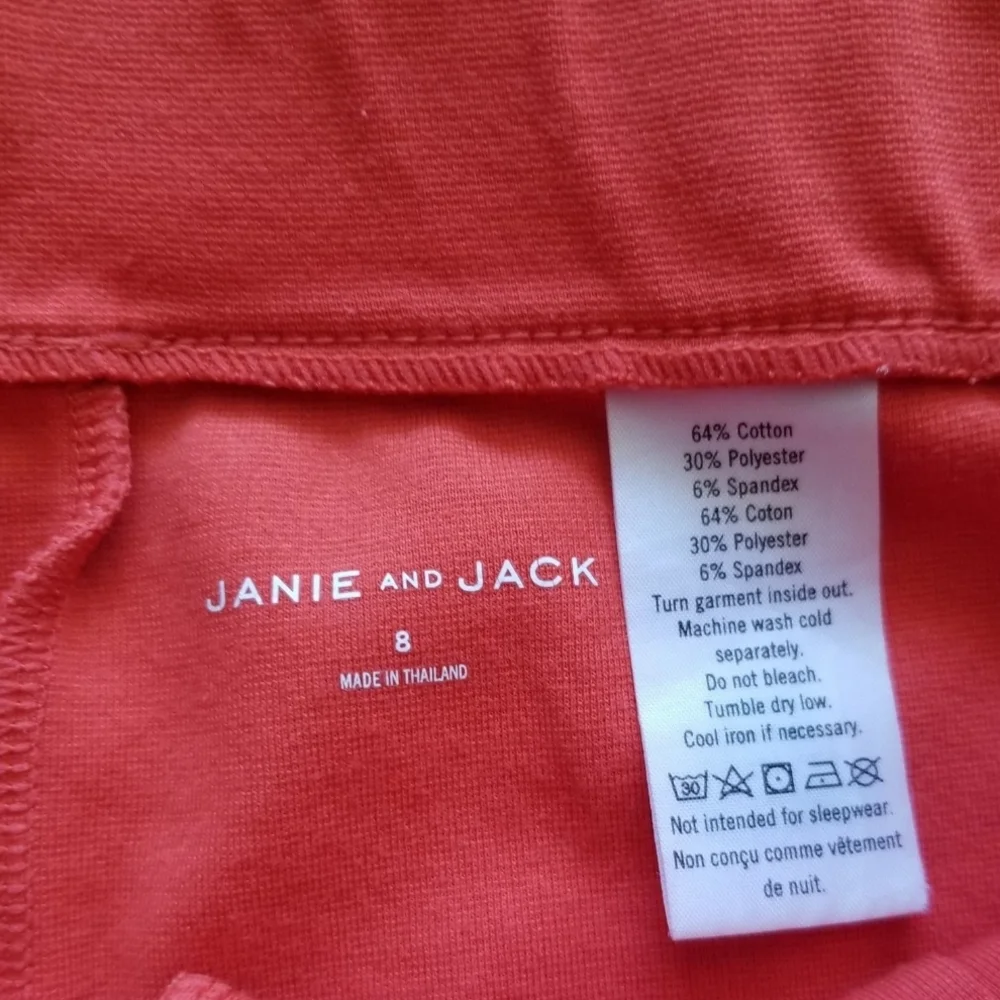 JANIE AND JACK
8
MADE IN THAILAND
64% Cotton
30% Polyester
6% Spandex
64% Coton
30% Polyester
6% Spandex
Turn garment inside out.
Machine wash cold
separately.
Do not bleach.
Tumble dry low.
Cool iron if necessary.
30
Not intended for sleepwear.
Non conçu comme vêtement
de nuit.